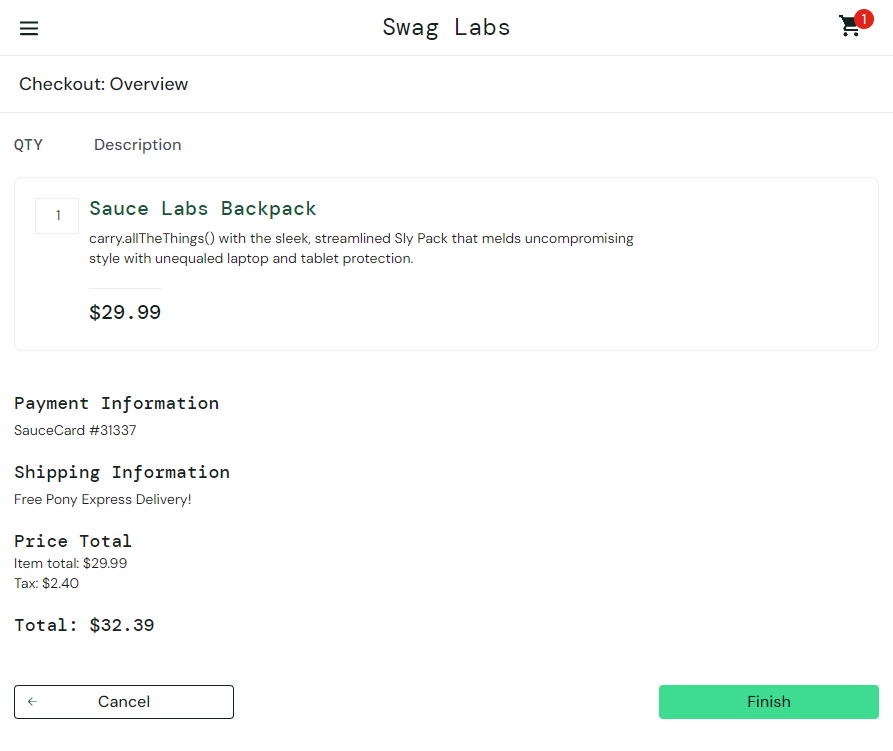 Swag Labs
1
Checkout: Overview
QTY Description
1
Sauce Labs Backpack
carry.allTheThings() with the sleek, streamlined Sly Pack that melds uncompromising
style with unequaled laptop and tablet protection.
$29.99
Payment Information
SauceCard #31337
Shipping Information
Free Pony Express Delivery!
Price Total
Item total: $29.99
Tax: $2.40
Total: $32.39
Cancel
Finish